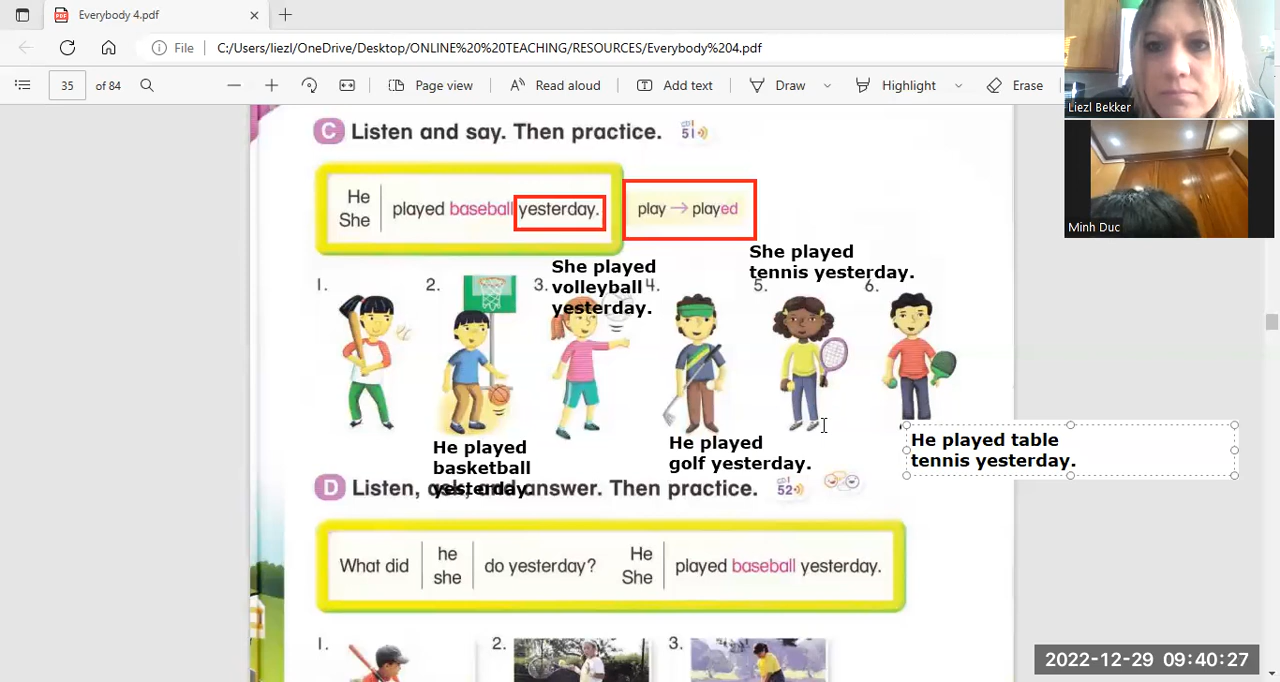 Everybody 4.pdf
File
C:/Users/liezl/OneDrive/Desktop/ONLINE%20%20TEACHING/RESOURCES/Everybody%204.pdf
35 of 84
Page view
Read aloud
Add text
Draw
Highlight
Erase
Liezl Bekker
Minh Duc
C Listen and say. Then practice. CD1 51
He
She
played baseball yesterday.
play → played
She played
volleyball
yesterday.
She played
tennis yesterday.
1. 2. 3. 4. 5. 6.
He played
basketball
yesterday.
He played
golf yesterday.
He played table
tennis yesterday.
D Listen, ask, and answer. Then practice. CD1 52
What did
he
she
do yesterday?
He
She
played baseball yesterday.
1. 2. 3.
2022-12-29 09:40:27